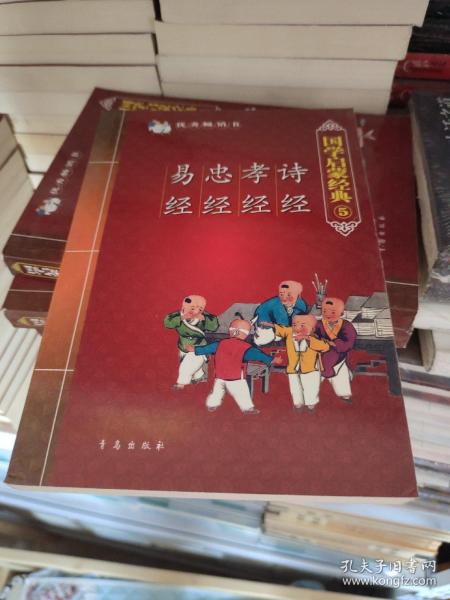 优秀畅销书
国学启蒙经典⑤
诗经
孝经
忠经
易经
青岛出版社
孔夫子旧书网
www.kongfz.com